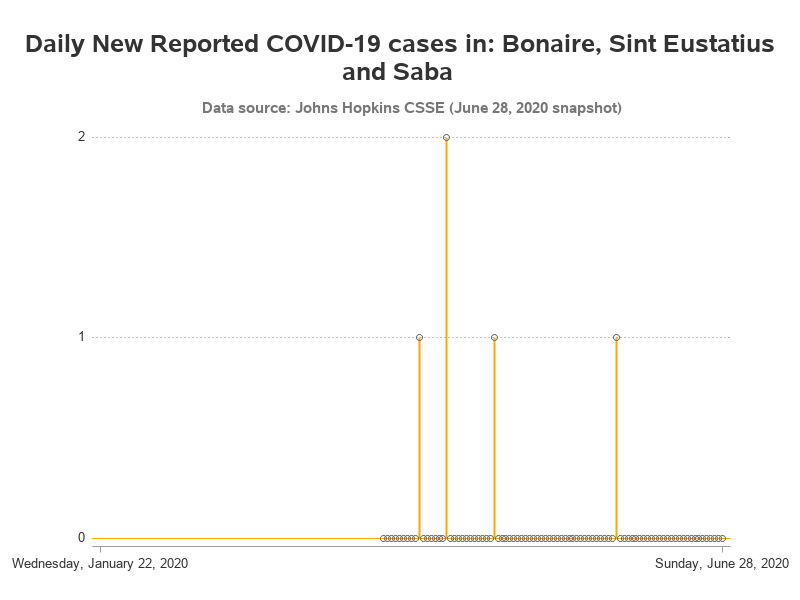 Daily New Reported COVID-19 cases in: Bonaire, Sint Eustatius
and Saba
Data source: Johns Hopkins CSSE (June 28, 2020 snapshot)
2
1
0
Wednesday, January 22, 2020
Sunday, June 28, 2020